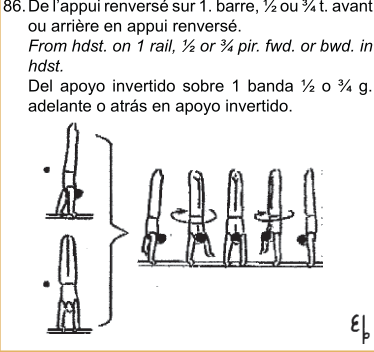 86. De l'appui renversé sur 1. barre, ½ ou ¾ t. avant
ou arrière en appui renversé.
From hdst. on 1 rail, ½ or ¾ pir. fwd. or bwd. in
hdst.
Del apoyo invertido sobre 1 banda ½ o ¾ g.
adelante o atrás en apoyo invertido.